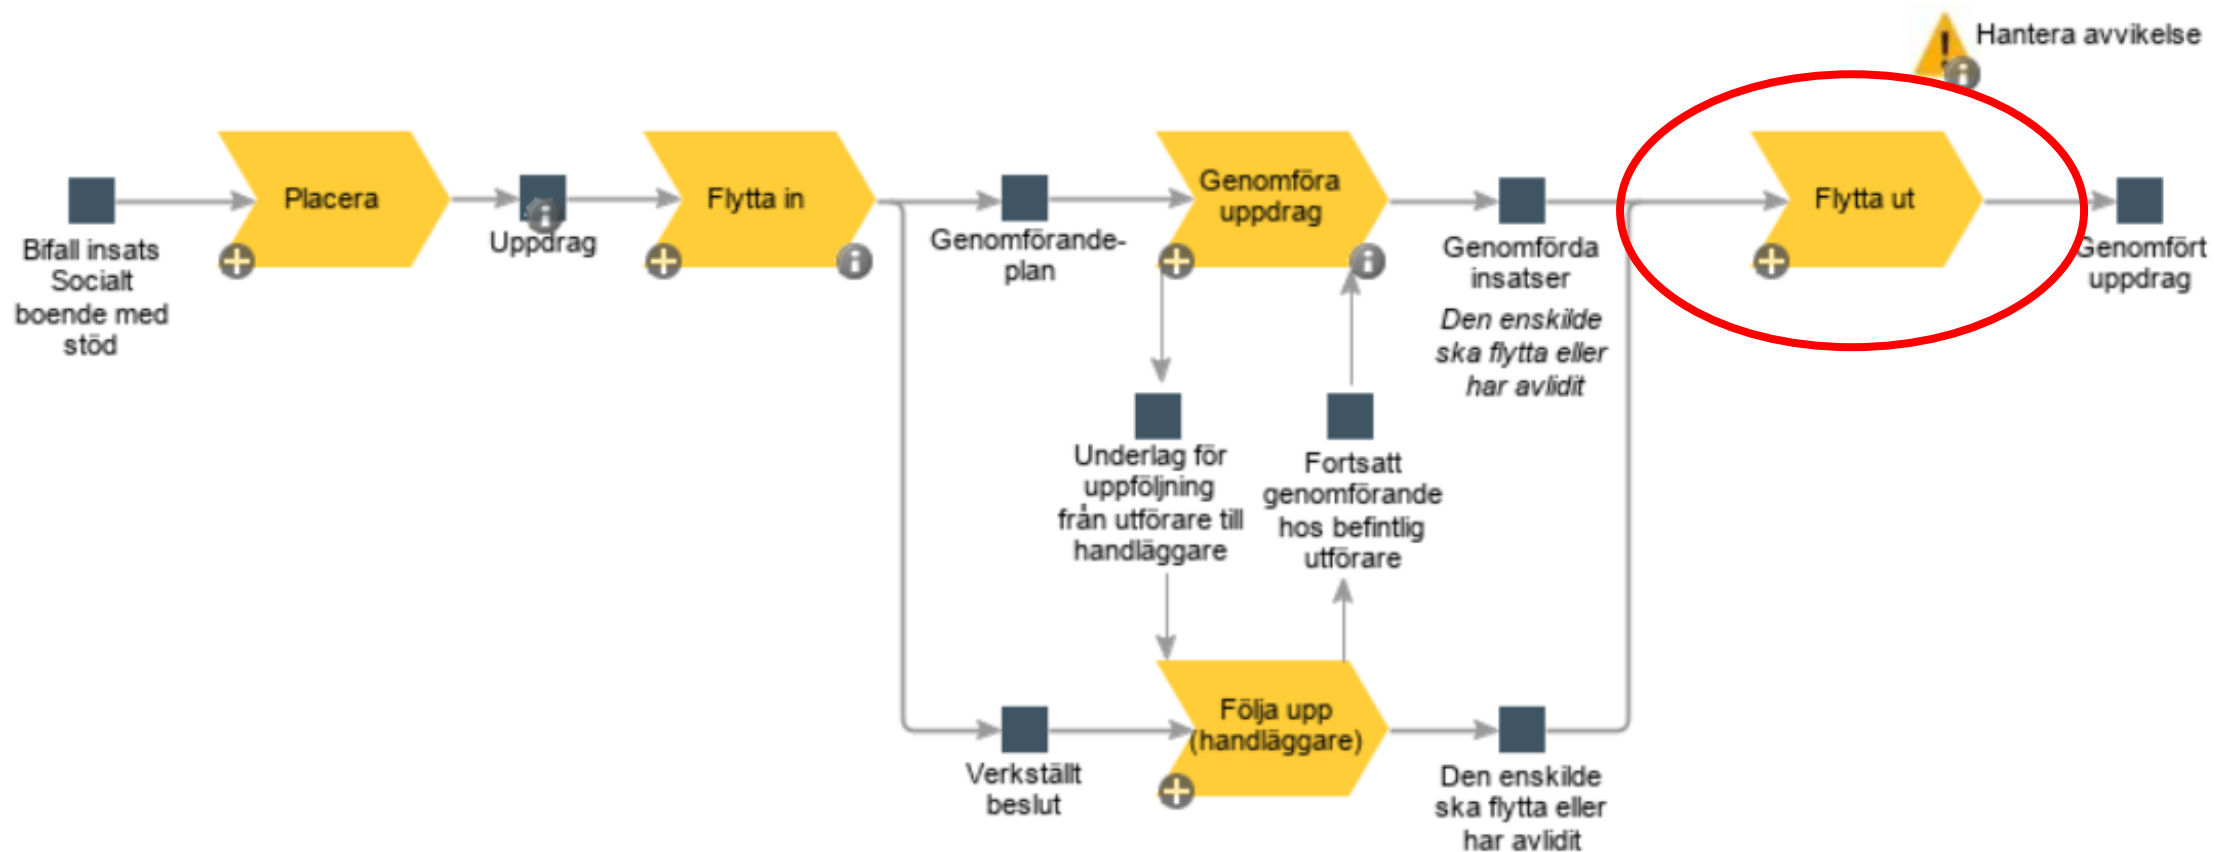 Hantera avvikelse
Placera
Flytta in
Genomföra
uppdrag
Flytta ut
Bifall insats
Socialt
boende med
stöd
Uppdrag
Genomförande-
plan
Genomförda
insatser
Den enskilde
ska flytta eller
har avlidit
Genomfört
uppdrag
Underlag för
uppföljning
från utförare till
handläggare
Fortsatt
genomförande
hos befintlig
utförare
Följa upp
(handläggare)
Verkställt
beslut
Den enskilde
ska flytta eller
har avlidit